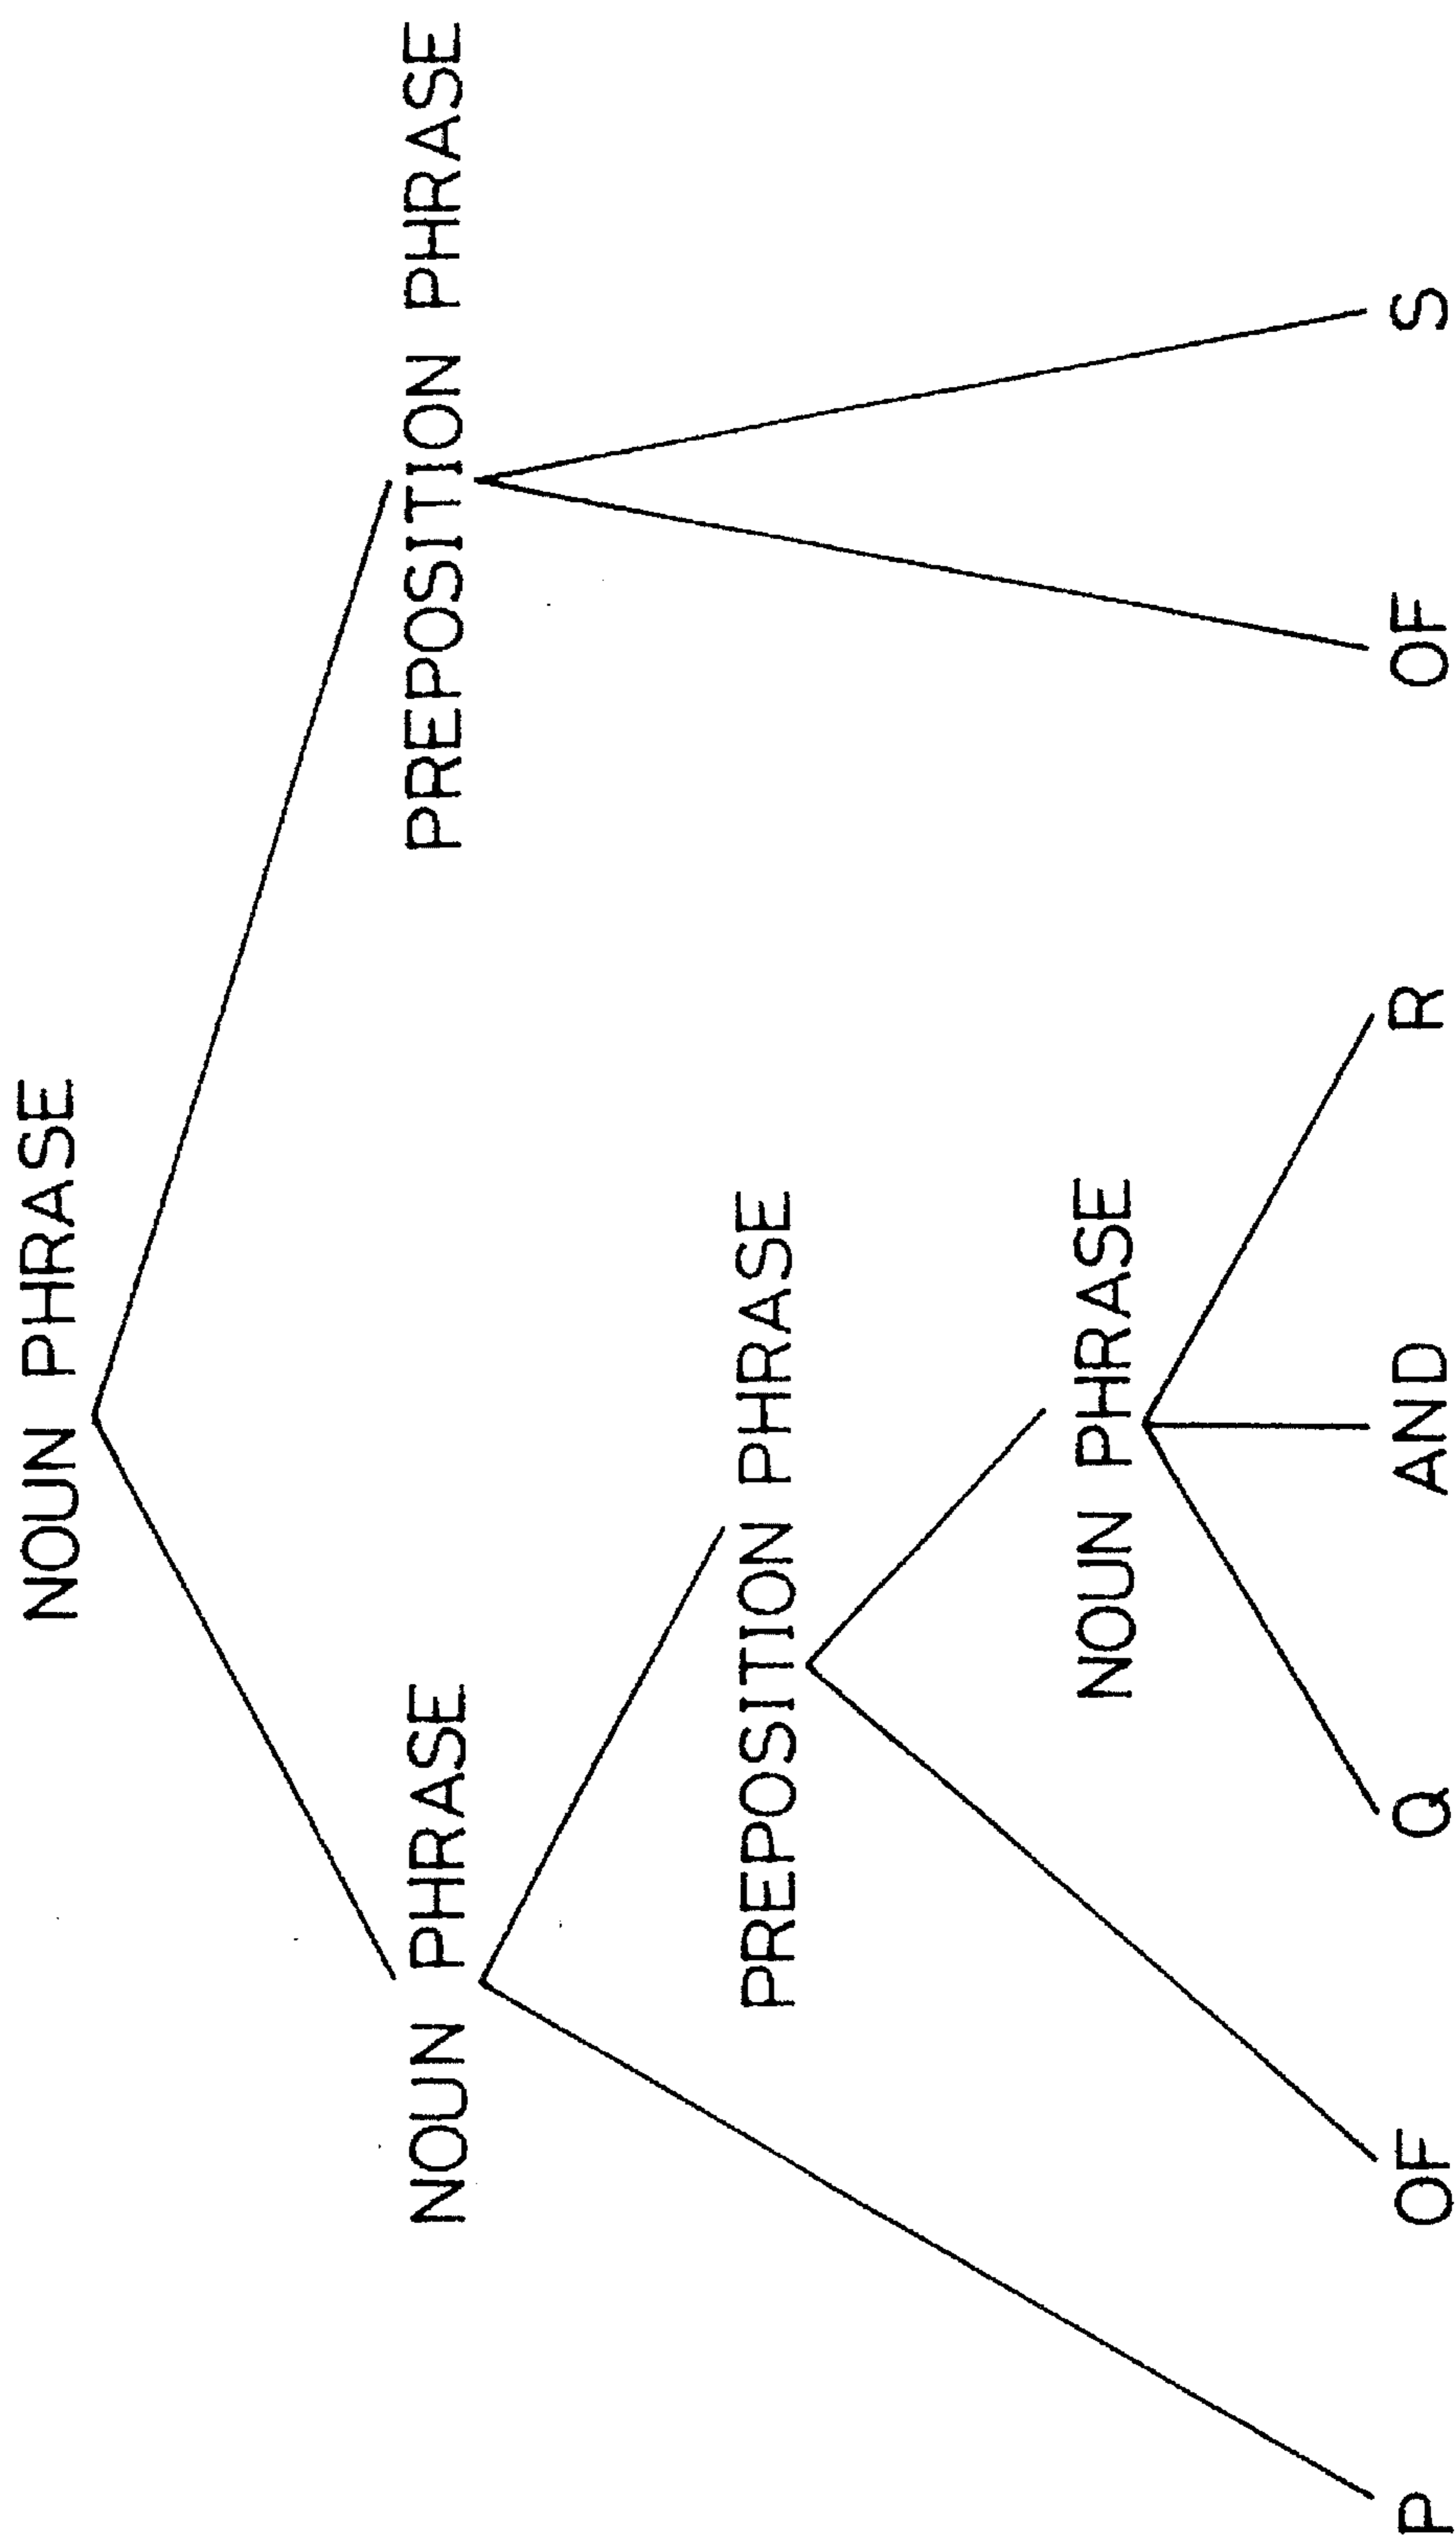 NOUN PHRASE
NOUN PHRASE PREPOSITION PHRASE
PREPOSITION PHRASE
NOUN PHRASE
P OF Q AND R OF S